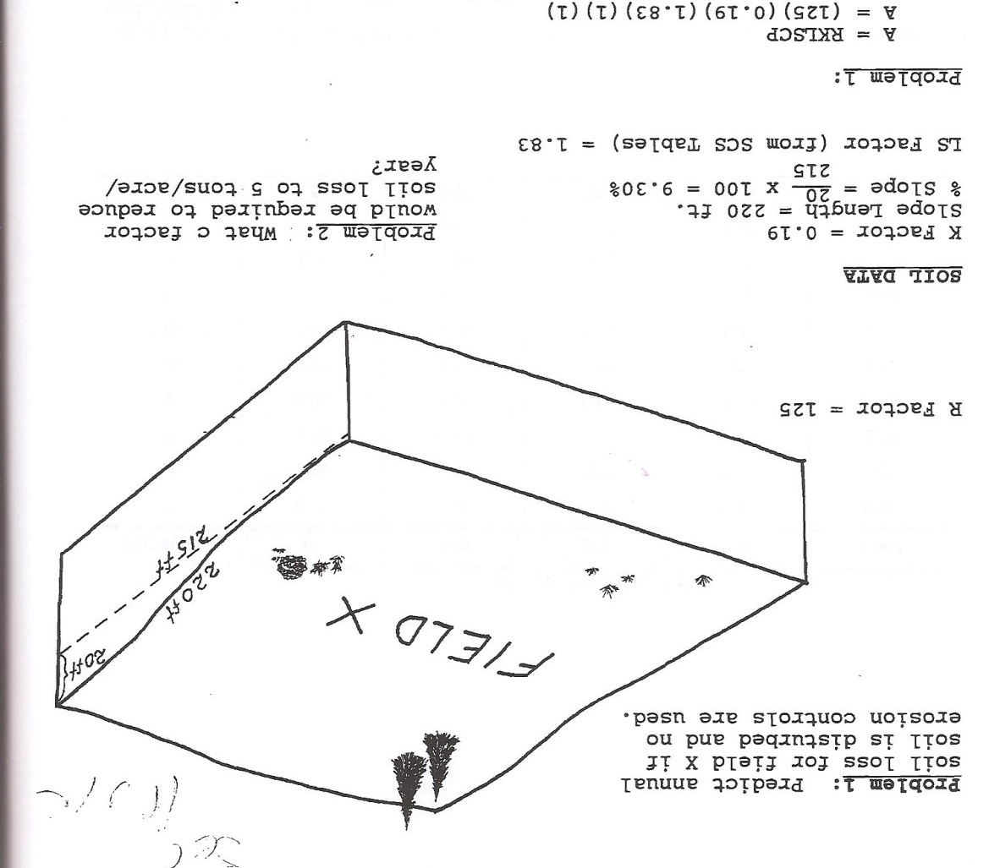 Problem 1: Predict annual
soil loss for field X if
soil is disturbed and no
erosion controls are used.
20ft
FIELD X
220ft
215ft
R Factor = 125
SOIL DATA
K Factor = 0.19
Slope Length = 220 ft.
% Slope = 20/215 x 100 = 9.30%
LS Factor (from SCS Tables) = 1.83
Problem 2: What c factor
would be required to reduce
soil loss to 5 tons/acre/
year?
Problem 1:
A = RKLSCP
A = (125)(0.19)(1.83)(1)(1)